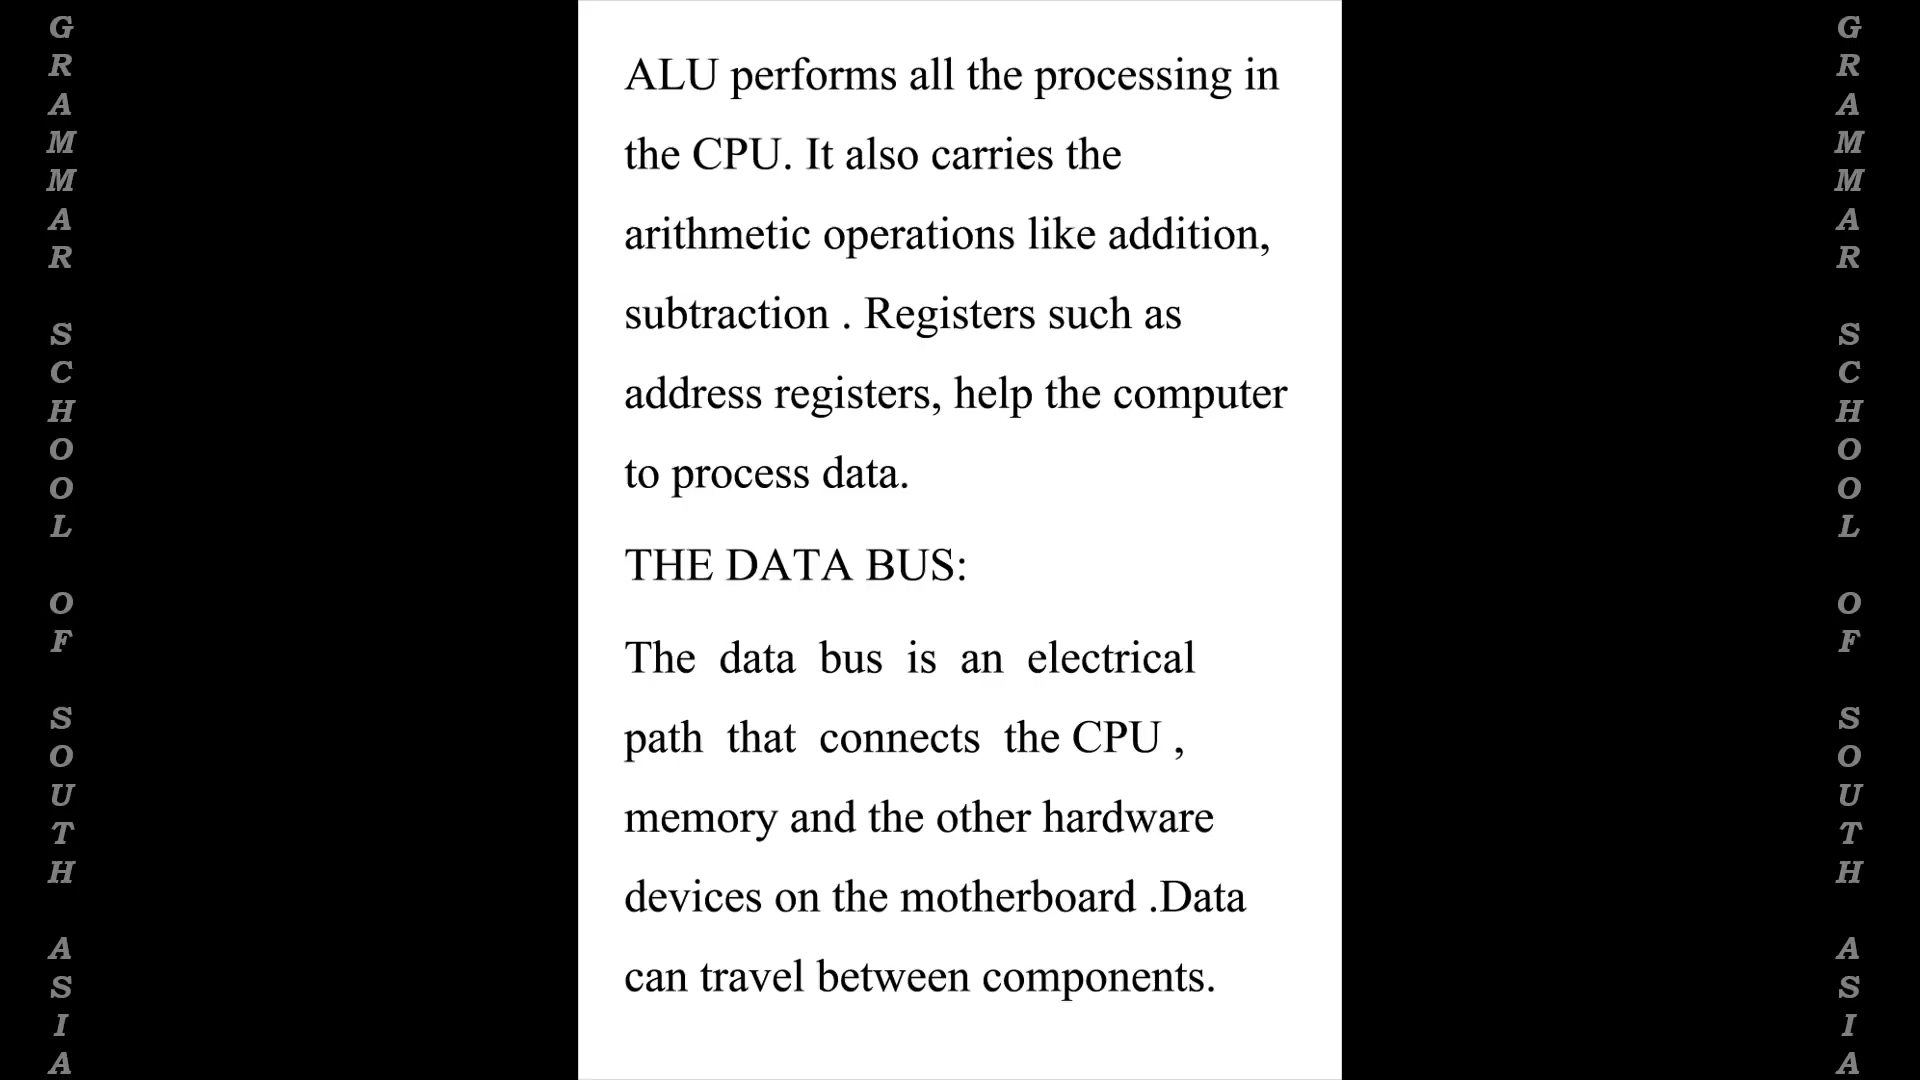 GRAMMAR SCHOOL OF SOUTH ASIA
ALU performs all the processing in
the CPU. It also carries the
arithmetic operations like addition,
subtraction . Registers such as
address registers, help the computer
to process data.
THE DATA BUS:
The data bus is an electrical
path that connects the CPU ,
memory and the other hardware
devices on the motherboard .Data
can travel between components.
GRAMMAR SCHOOL OF SOUTH ASIA